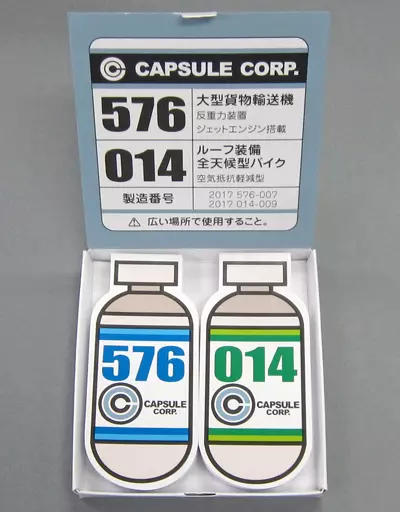 CAPSULE CORP.
576
大型貨物輸送機
反重力装置
ジェットエンジン搭載
014
ルーフ装備
全天候型バイク
空気抵抗軽減型
製造番号
2017 576-007
2017 014-009
⚠ 広い場所で使用すること。
576
CAPSULE
CORP.
014
CAPSULE
CORP.